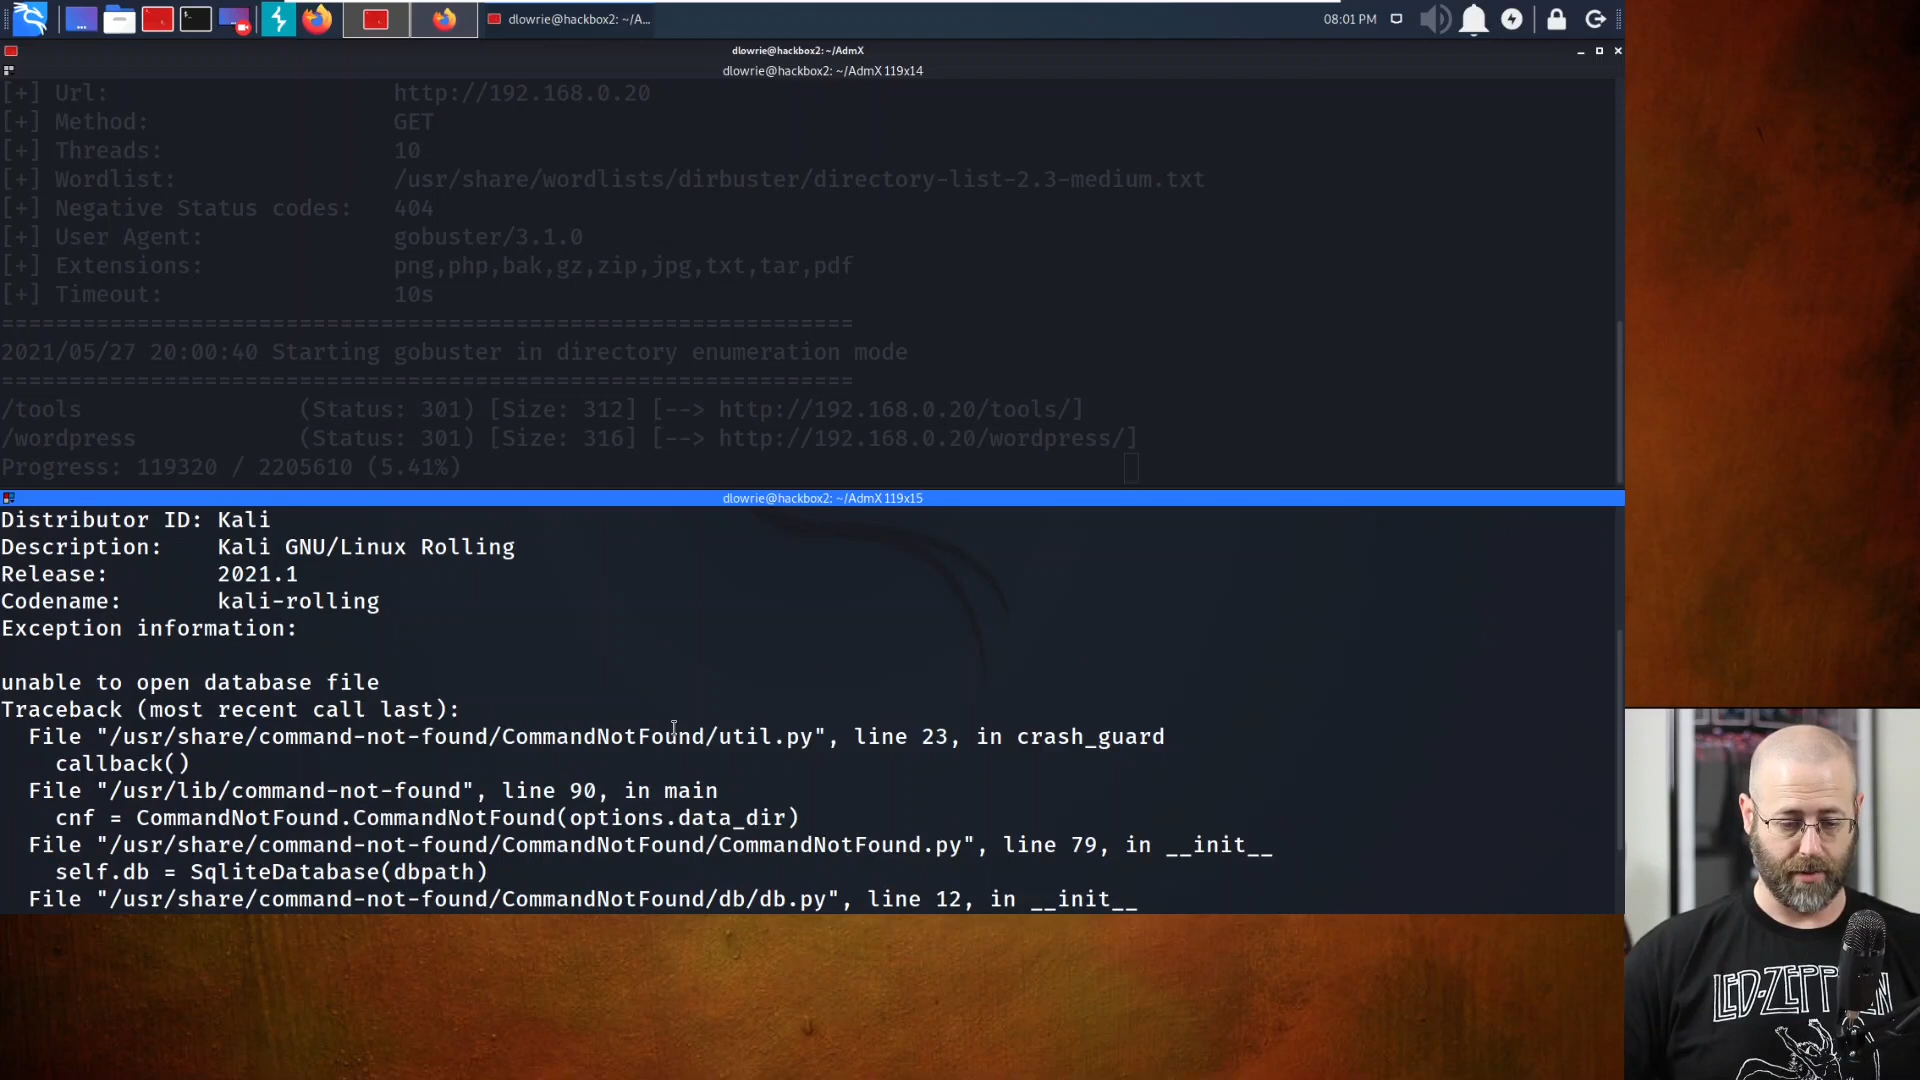 dlowrie@hackbox2: ~/A...
08:01 PM
dlowrie@hackbox2: ~/AdmX
dlowrie@hackbox2: ~/AdmX 119x14
[+] Url: http://192.168.0.20
[+] Method: GET
[+] Threads: 10
[+] Wordlist: /usr/share/wordlists/dirbuster/directory-list-2.3-medium.txt
[+] Negative Status codes: 404
[+] User Agent: gobuster/3.1.0
[+] Extensions: png,php,bak,gz,zip,jpg,txt,tar,pdf
[+] Timeout: 10s
===============================================================
2021/05/27 20:00:40 Starting gobuster in directory enumeration mode
===============================================================
/tools (Status: 301) [Size: 312] [--> http://192.168.0.20/tools/]
/wordpress (Status: 301) [Size: 316] [--> http://192.168.0.20/wordpress/]
Progress: 119320 / 2205610 (5.41%)
dlowrie@hackbox2: ~/AdmX 119x15
Distributor ID: Kali
Description: Kali GNU/Linux Rolling
Release: 2021.1
Codename: kali-rolling
Exception information:
unable to open database file
Traceback (most recent call last):
File "/usr/share/command-not-found/CommandNotFound/util.py", line 23, in crash_guard
callback()
File "/usr/lib/command-not-found", line 90, in main
cnf = CommandNotFound.CommandNotFound(options.data_dir)
File "/usr/share/command-not-found/CommandNotFound/CommandNotFound.py", line 79, in __init__
self.db = SqliteDatabase(dbpath)
File "/usr/share/command-not-found/CommandNotFound/db/db.py", line 12, in __init__
LED-ZEPP